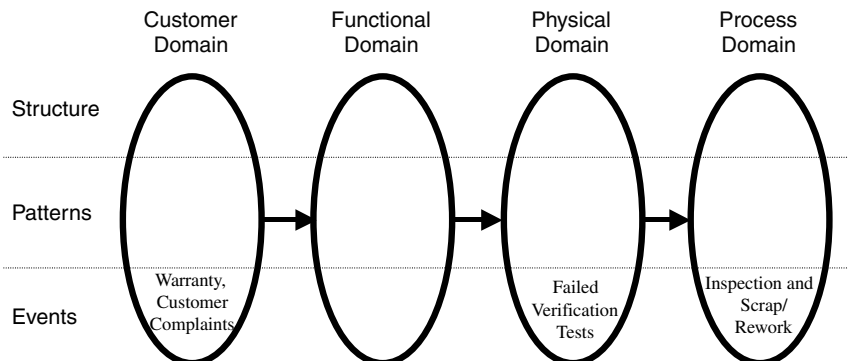 Customer
Domain
Functional
Domain
Physical
Domain
Process
Domain
Structure
Patterns
Events
Warranty,
Customer
Complaints
Failed
Verification
Tests
Inspection and
Scrap/
Rework